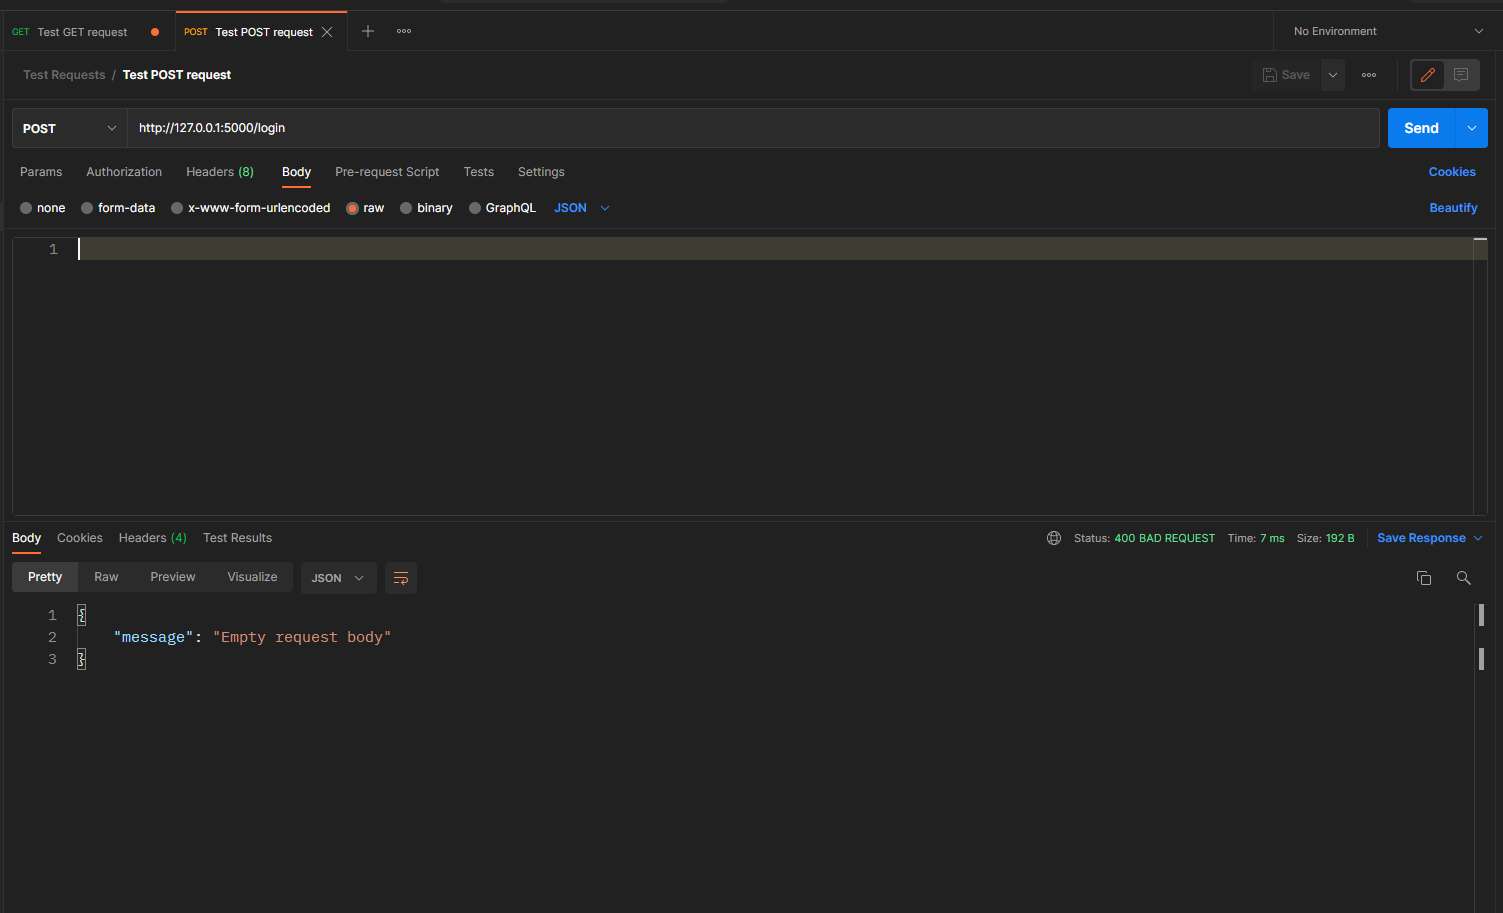 GET Test GET request POST Test POST request No Environment
Test Requests / Test POST request Save
POST http://127.0.0.1:5000/login Send
Params Authorization Headers (8) Body Pre-request Script Tests Settings Cookies
none form-data x-www-form-urlencoded raw binary GraphQL JSON Beautify
1
Body Cookies Headers (4) Test Results Status: 400 BAD REQUEST Time: 7 ms Size: 192 B Save Response
Pretty Raw Preview Visualize JSON
1 {
2 "message": "Empty request body"
3 }